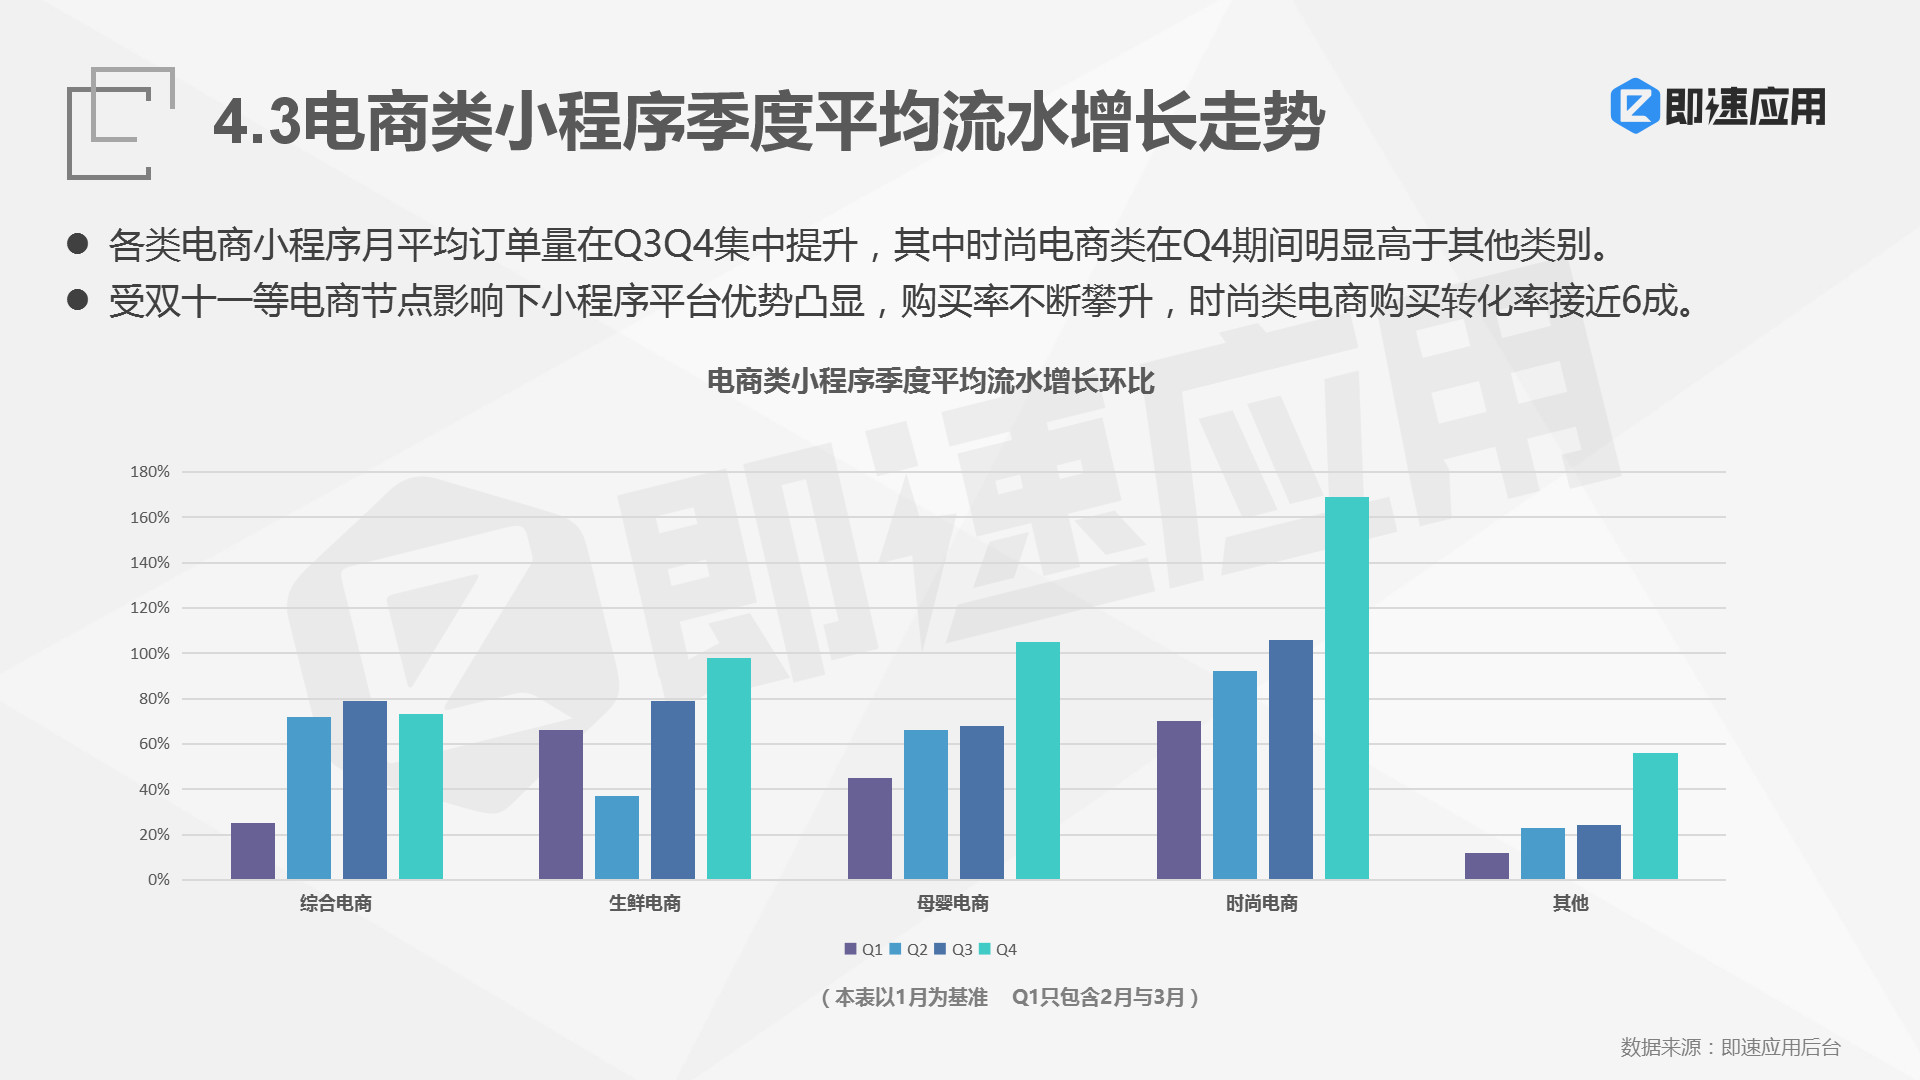 4.3电商类小程序季度平均流水增长走势
即速应用
● 各类电商小程序月平均订单量在Q3Q4集中提升，其中时尚电商类在Q4期间明显高于其他类别。
● 受双十一等电商节点影响下小程序平台优势凸显，购买率不断攀升，时尚类电商购买转化率接近6成。
电商类小程序季度平均流水增长环比
180%
160%
140%
120%
100%
80%
60%
40%
20%
0%
综合电商 生鲜电商 母婴电商 时尚电商 其他
Q1 Q2 Q3 Q4
（本表以1月为基准 Q1只包含2月与3月）
数据来源：即速应用后台
即速应用